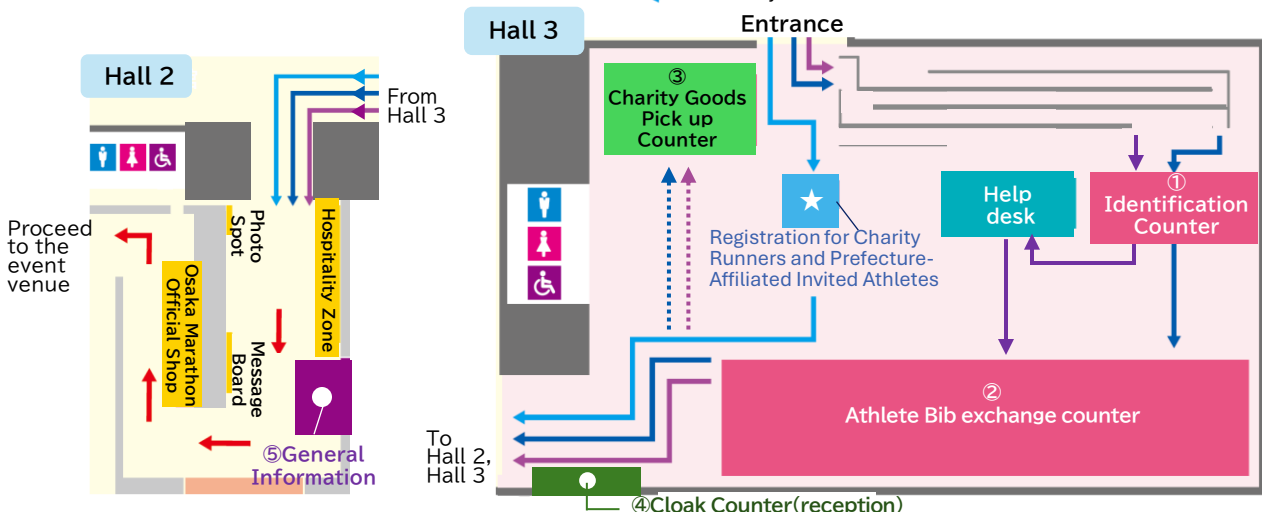 Hall 2
From
Hall 3
Proceed
to the
event
venue
Photo
Spot
Hospitality Zone
Osaka Marathon
Official Shop
Message
Board
⑤General
Information
Hall 3
Entrance
③
Charity Goods
Pick up
Counter
Registration for Charity
Runners and Prefecture-
Affiliated Invited Athletes
Help
desk
①
Identification
Counter
②
Athlete Bib exchange counter
To
Hall 2,
Hall 3
④Cloak Counter(reception)